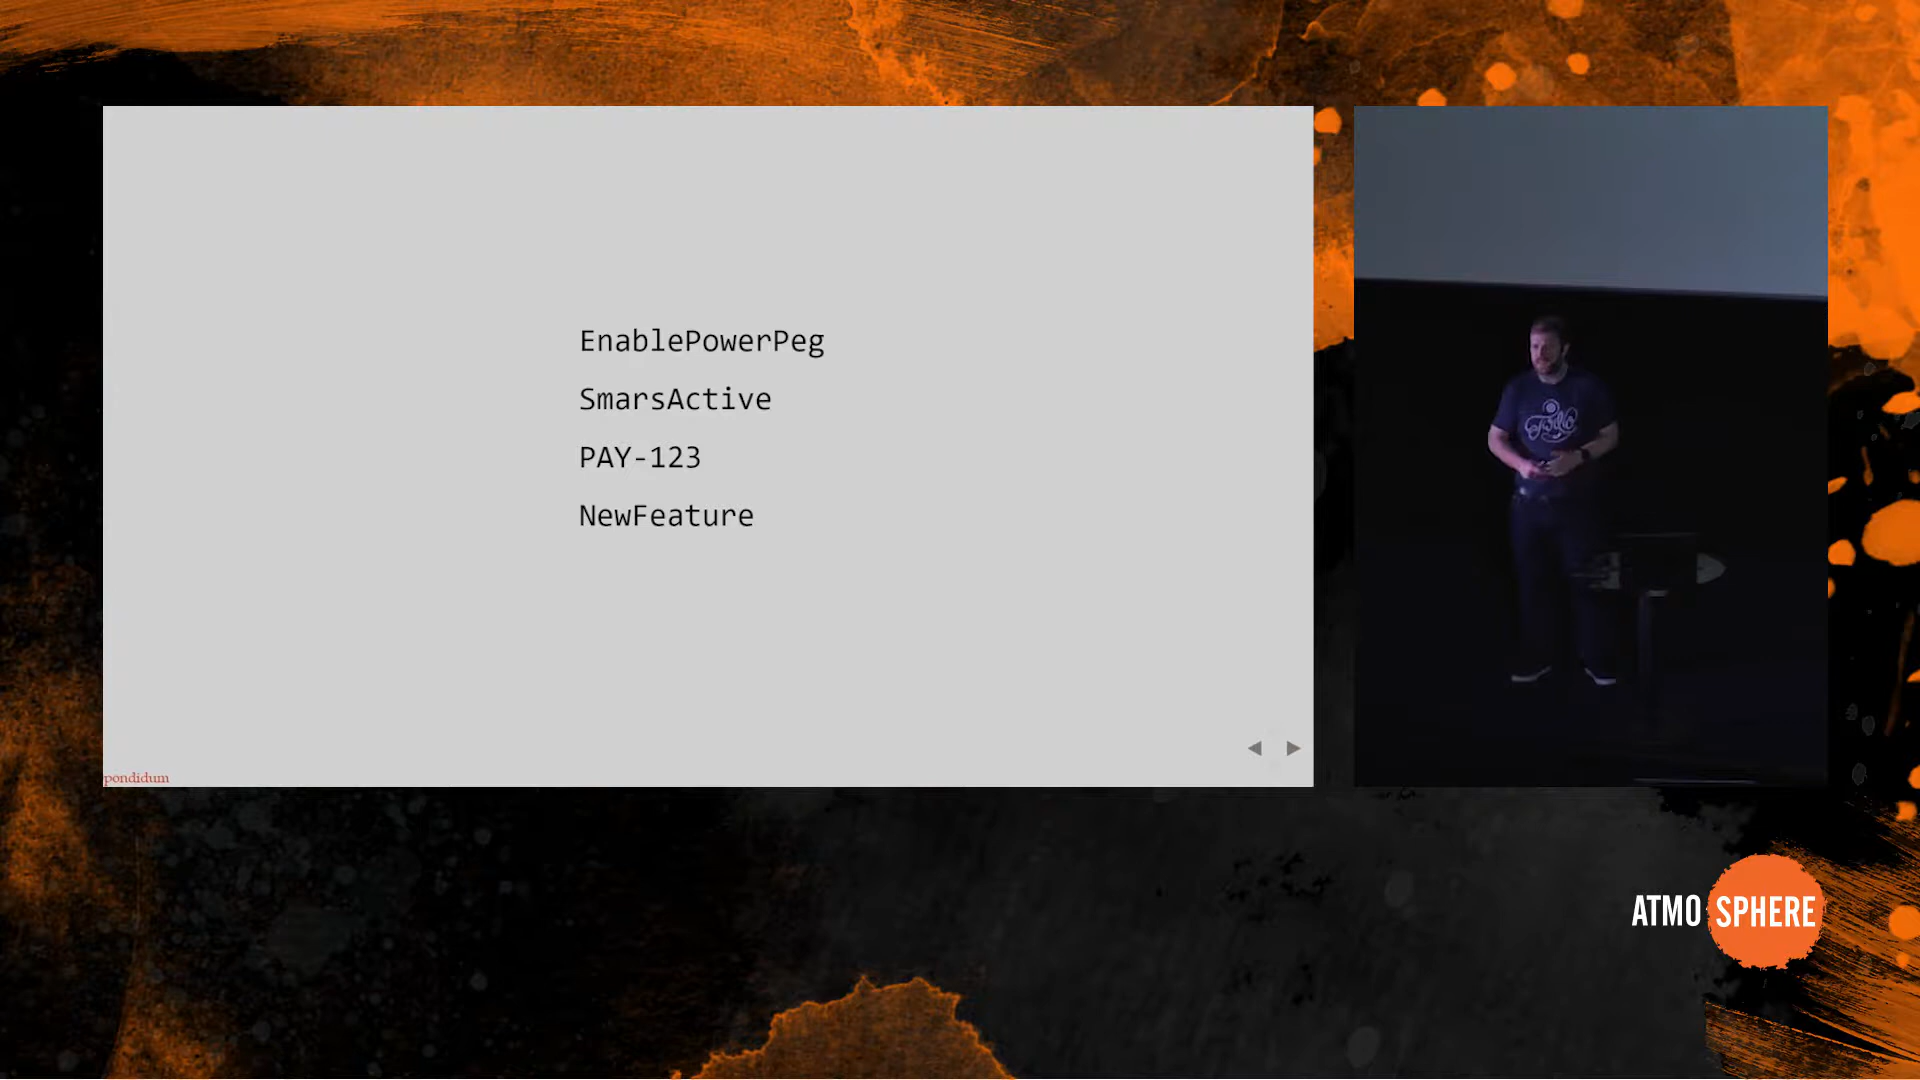 EnablePowerPeg
SmarsActive
PAY-123
NewFeature
pondidum
ATMO SPHERE